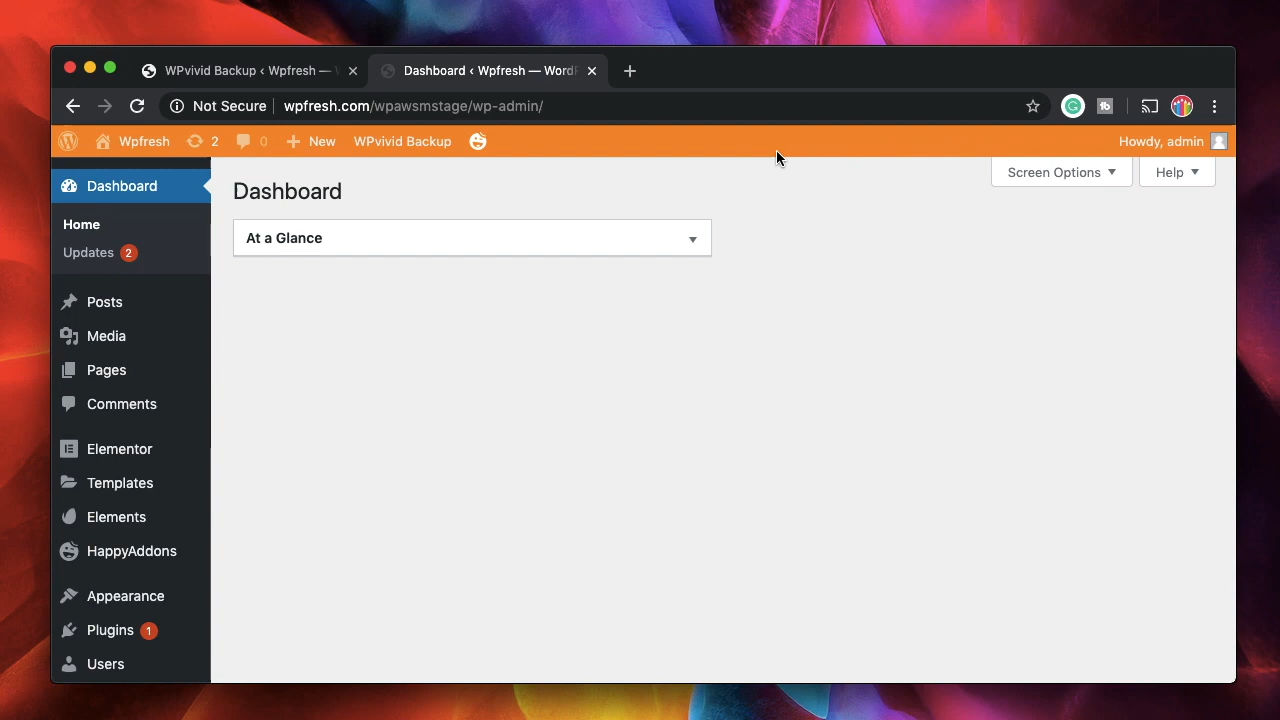 WPvivid Backup ‹ Wpfresh —
Dashboard ‹ Wpfresh — WordP
Not Secure
wpfresh.com/wpawsmstage/wp-admin/
Wpfresh
2
0
New
WPvivid Backup
Howdy, admin
Dashboard
Home
Updates 2
Posts
Media
Pages
Comments
Elementor
Templates
Elements
HappyAddons
Appearance
Plugins 1
Users
Screen Options
Help
Dashboard
At a Glance